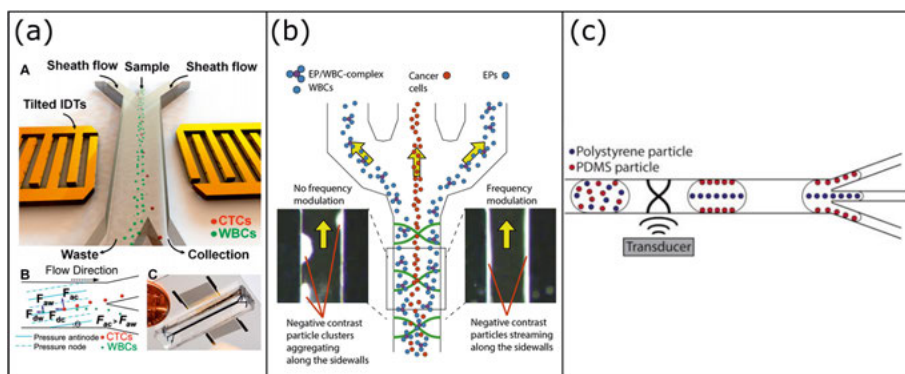 (a)
A
Sheath flow Sample Sheath flow
Tilted IDTs
CTCs
WBCs
Waste Collection
B Flow Direction C
Fac
Faw
Fdw Fdc
Fac > Faw
Pressure antinode CTCs
Pressure node WBCs
(b)
EP/WBC-complex
WBCs
Cancer
cells
EPs
No frequency
modulation
Frequency
modulation
Negative contrast
particle clusters
aggregating
along the sidewalls
Negative contrast
particles streaming
along the sidewalls
(c)
Polystyrene particle
PDMS particle
Transducer